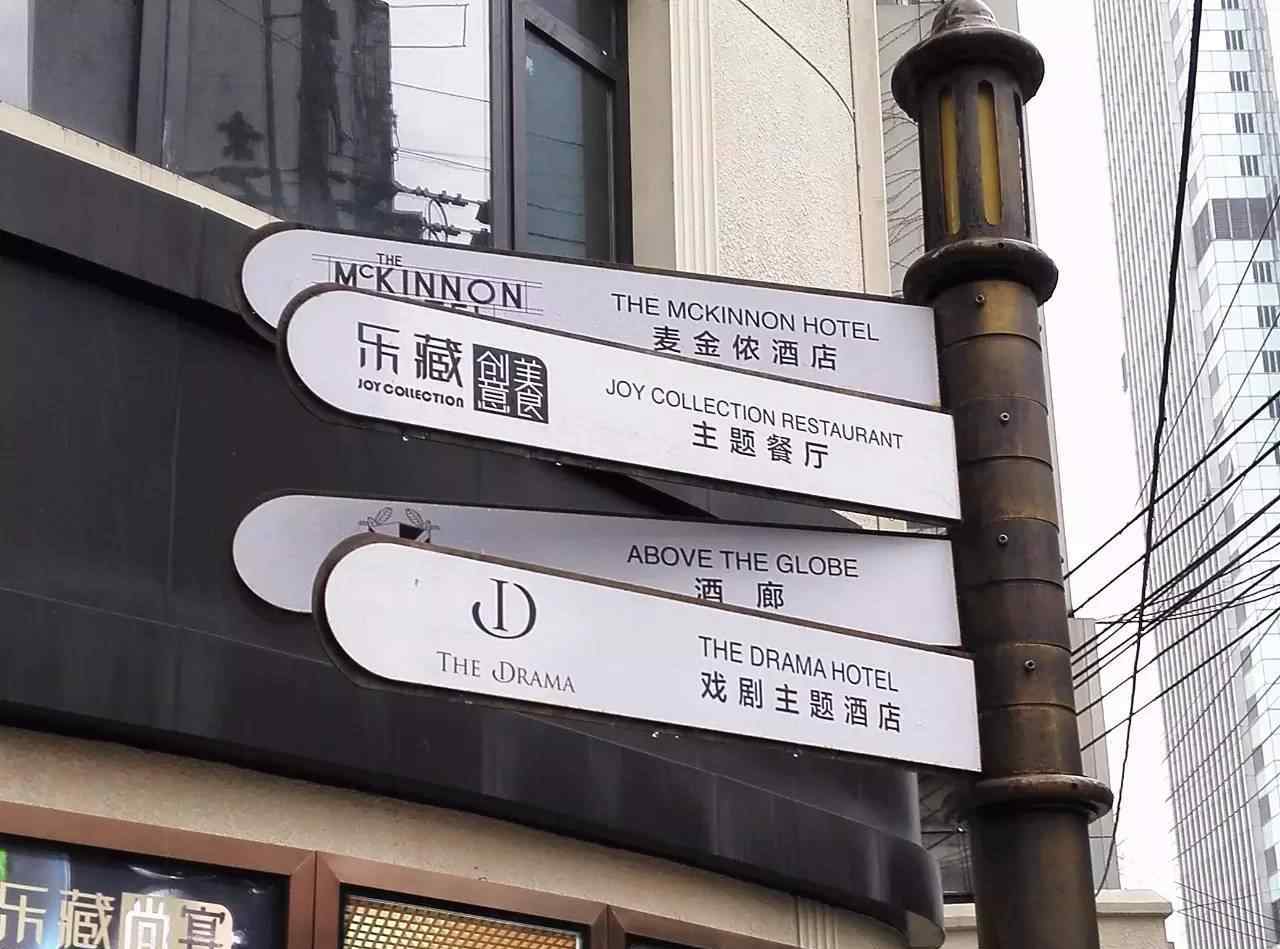 THE
McKINNON
THE MCKINNON HOTEL
麦金侬酒店
乐藏
JOY COLLECTION
创意
美食
JOY COLLECTION RESTAURANT
主题餐厅
ABOVE THE GLOBE
酒廊
D
THE DRAMA
THE DRAMA HOTEL
戏剧主题酒店
乐藏尚宴